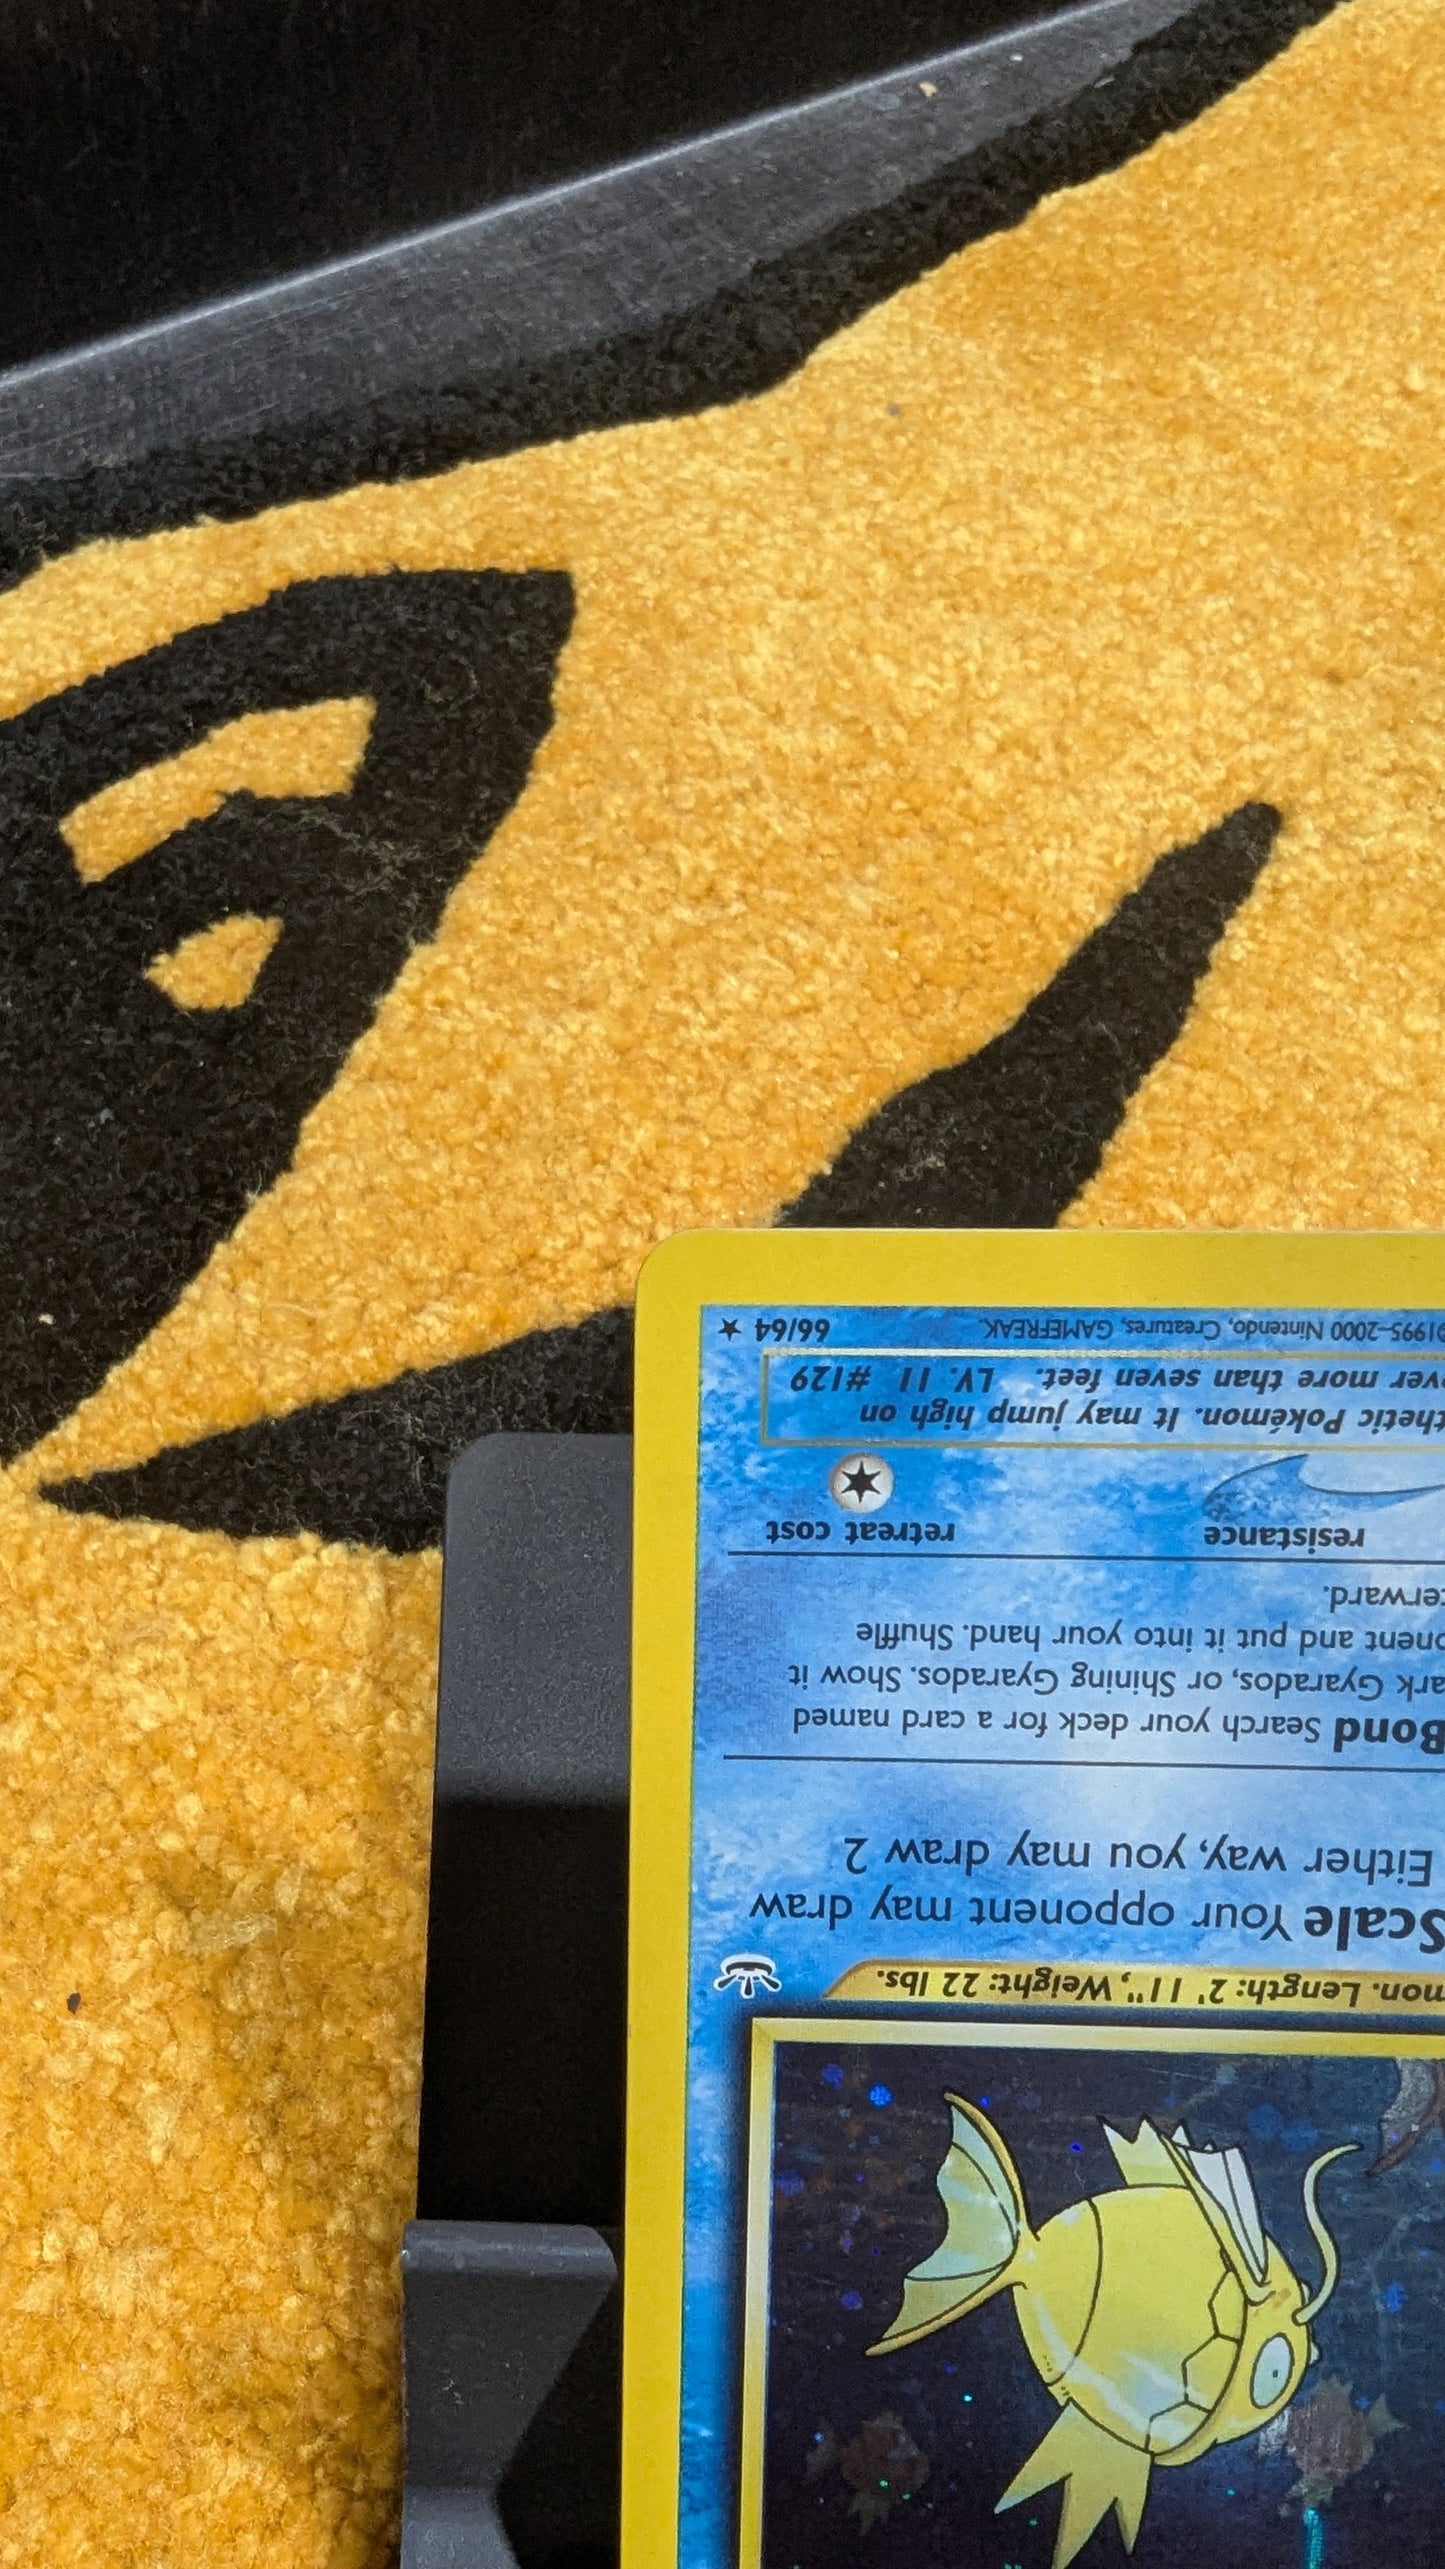 mon. Length: 2' 11", Weight: 22 lbs.
Scale Your opponent may draw
Either way, you may draw 2
Bond Search your deck for a card named
ark Gyarados, or Shining Gyarados. Show it
onent and put it into your hand. Shuffle
erward.
resistance retreat cost
thetic Pokémon. It may jump high on
ver more than seven feet. LV. 11 #129
©1995-2000 Nintendo, Creatures, GAMEFREAK. 66/64 ★